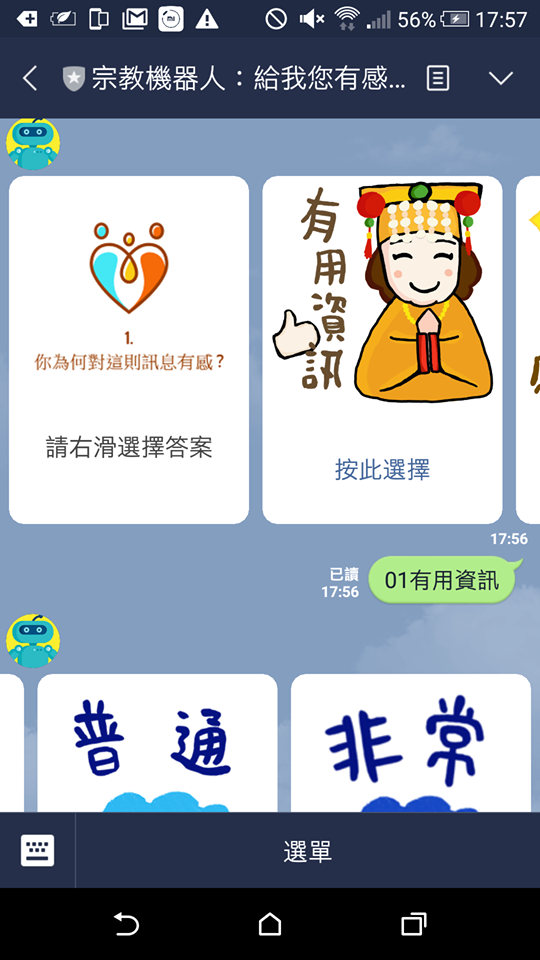 56%
17:57
宗教機器人：給我您有感...
1.
你為何對這則訊息有感？
請右滑選擇答案
有用資訊
按此選擇
17:56
已讀
17:56
01有用資訊
普通
非常
選單